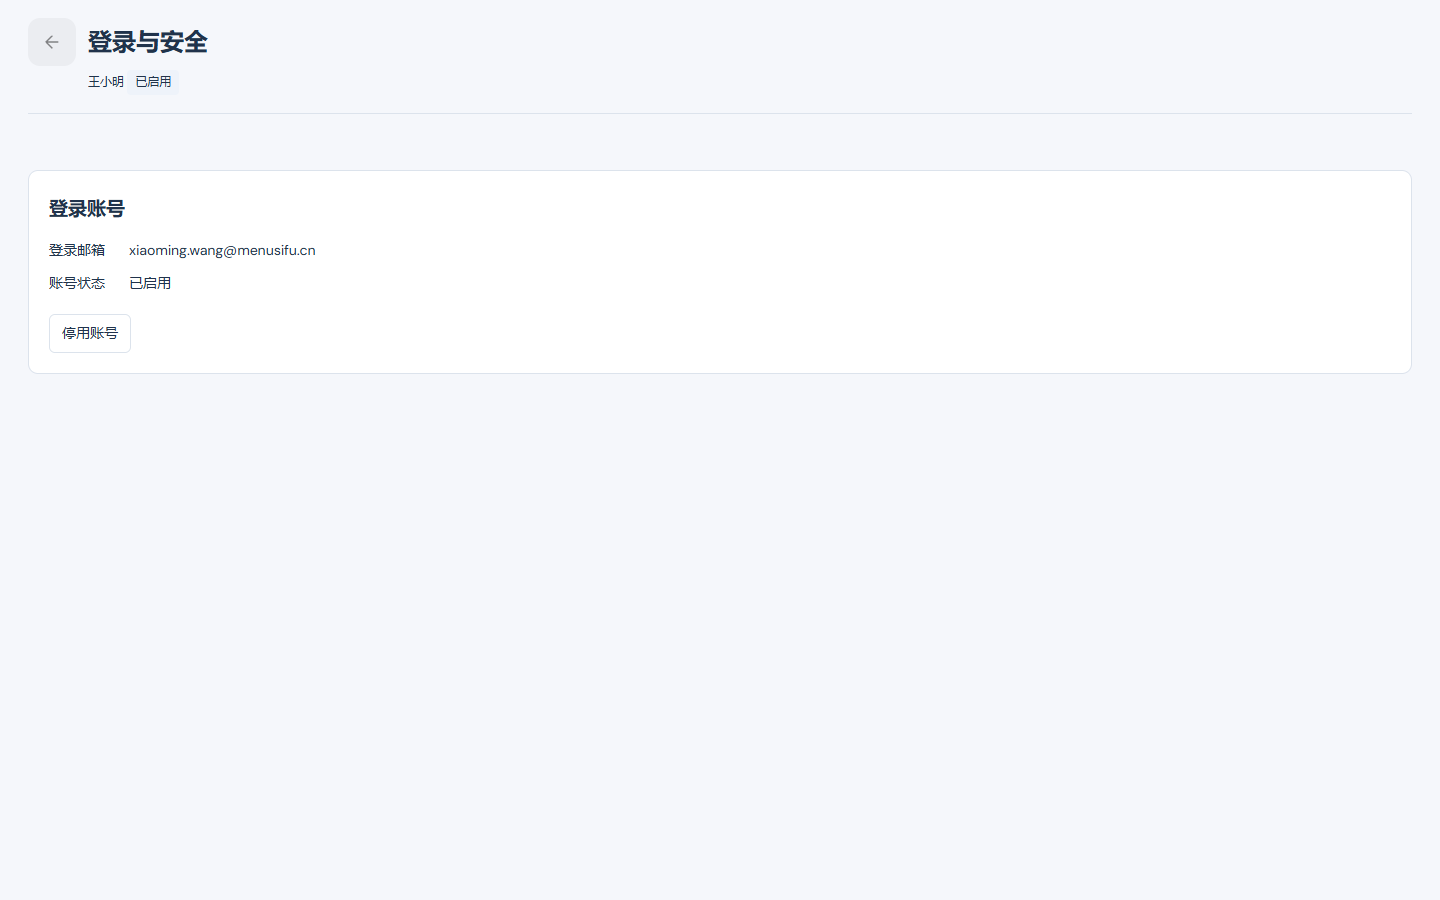 登录与安全
王小明 已启用
登录账号
登录邮箱 xiaoming.wang@menusifu.cn
账号状态 已启用
停用账号